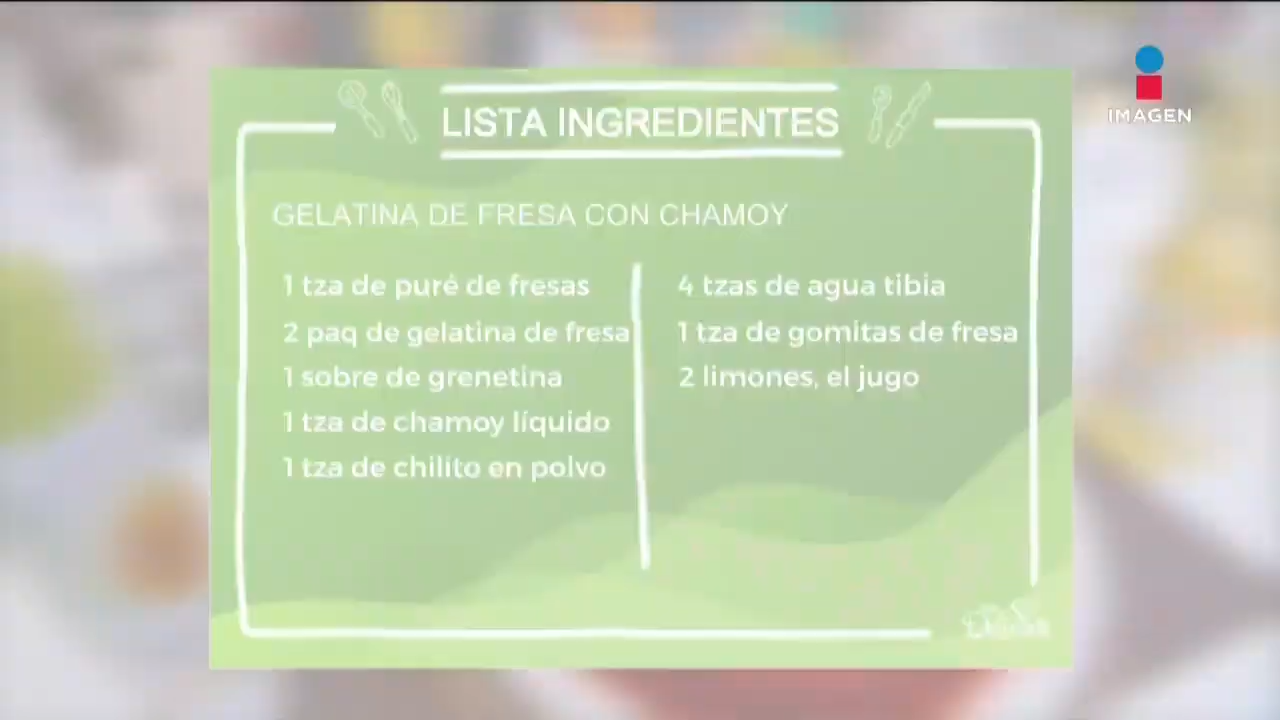 IMAGEN
LISTA INGREDIENTES
GELATINA DE FRESA CON CHAMOY
1 tza de puré de fresas
2 paq de gelatina de fresa
1 sobre de grenetina
1 tza de chamoy líquido
1 tza de chilito en polvo
4 tzas de agua tibia
1 tza de gomitas de fresa
2 limones, el jugo